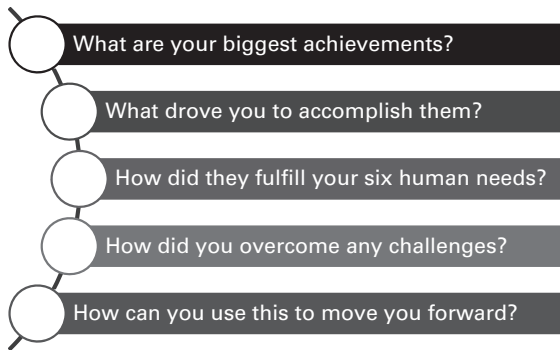 What are your biggest achievements?
What drove you to accomplish them?
How did they fulfill your six human needs?
How did you overcome any challenges?
How can you use this to move you forward?